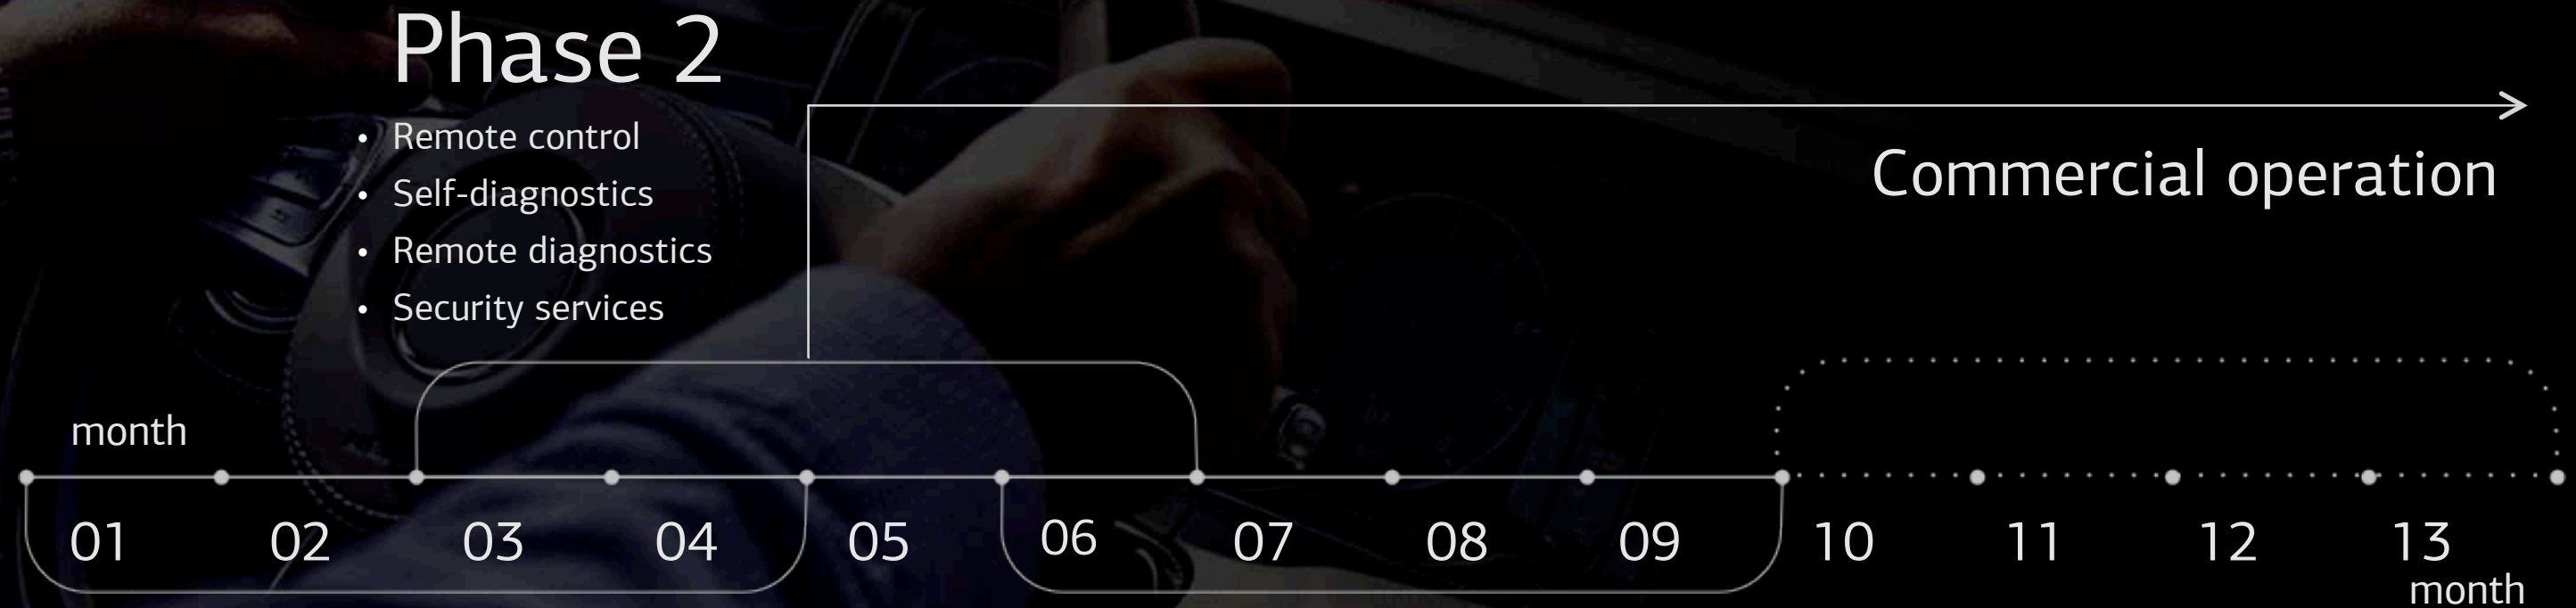 Phase 2
• Remote control
• Self-diagnostics
• Remote diagnostics
• Security services
Commercial operation
month
01 02 03 04 05 06 07 08 09 10 11 12 13
month